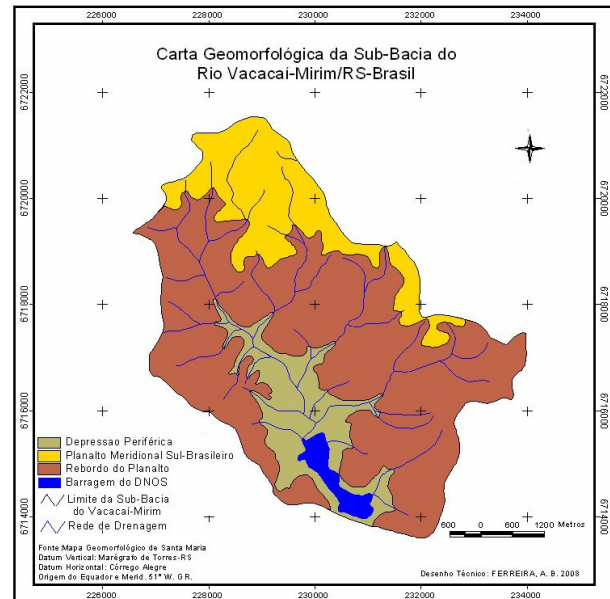 226000 228000 230000 232000 234000
Carta Geomorfológica da Sub-Bacia do
Rio Vacacaí-Mirim/RS-Brasil
6722000 6722000
6720000 6720000
6718000 6718000
6716000 6716000
6714000 6714000
Depressao Periférica
Planalto Meridional Sul-Brasileiro
Rebordo do Planalto
Barragem do DNOS
Limite da Sub-Bacia
do Vacacaí-Mirim
Rede de Drenagem
600 0 600 1200 Metros
Fonte:Mapa Geomorfológico de Santa Maria
Datum Vertical: Marégrafo de Torres-RS
Datum Horizontal: Córrego Alegre
Origem do Equador e Merid. 51° W. GR.
Desenho Técnico: FERREIRA, A. B. 2008
226000 228000 230000 232000 234000